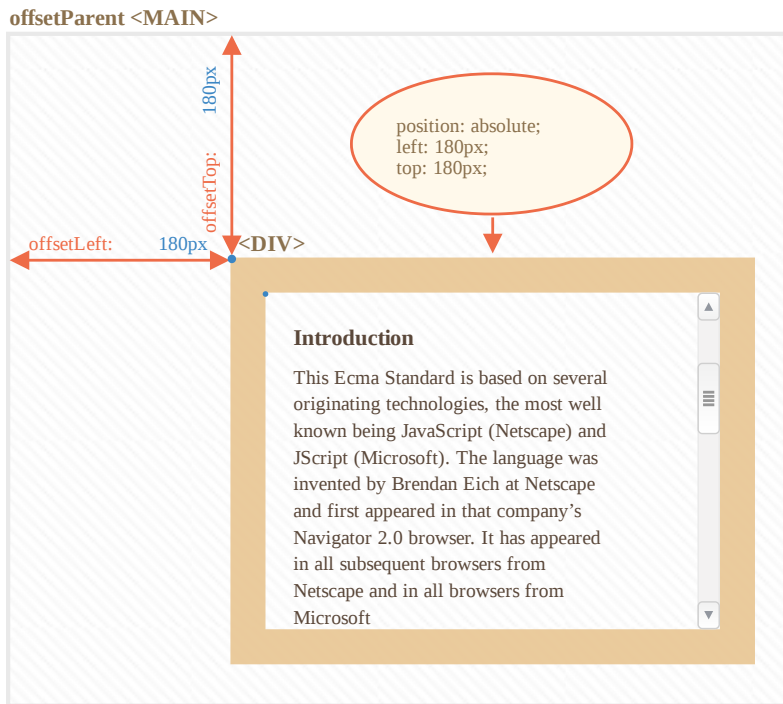 offsetParent <MAIN>
180px
offsetTop:
position: absolute;
left: 180px;
top: 180px;
offsetLeft: 180px
<DIV>
Introduction
This Ecma Standard is based on several
originating technologies, the most well
known being JavaScript (Netscape) and
JScript (Microsoft). The language was
invented by Brendan Eich at Netscape
and first appeared in that company’s
Navigator 2.0 browser. It has appeared
in all subsequent browsers from
Netscape and in all browsers from
Microsoft